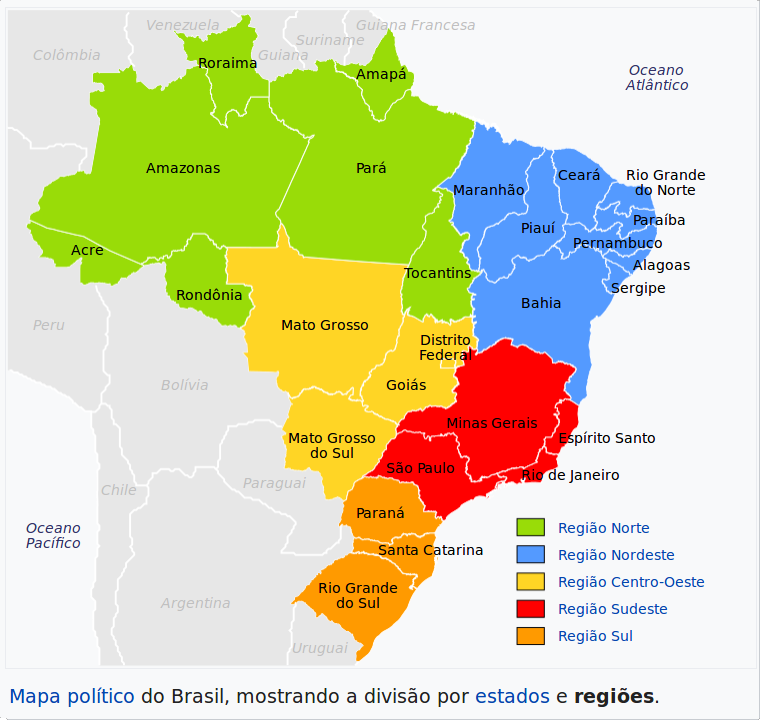 Venezuela
Guiana Francesa
Suriname
Colômbia
Guiana
Roraima
Amapá
Oceano
Atlântico
Amazonas
Pará
Maranhão
Ceará
Rio Grande
do Norte
Paraíba
Piauí
Pernambuco
Acre
Alagoas
Tocantins
Sergipe
Rondônia
Bahia
Peru
Mato Grosso
Distrito
Federal
Bolívia
Goiás
Minas Gerais
Mato Grosso
do Sul
Espírito Santo
São Paulo
Rio de Janeiro
Chile
Paraguai
Paraná
Oceano
Pacífico
Santa Catarina
Rio Grande
do Sul
Argentina
Uruguai
Região Norte
Região Nordeste
Região Centro-Oeste
Região Sudeste
Região Sul
Mapa político do Brasil, mostrando a divisão por estados e regiões.